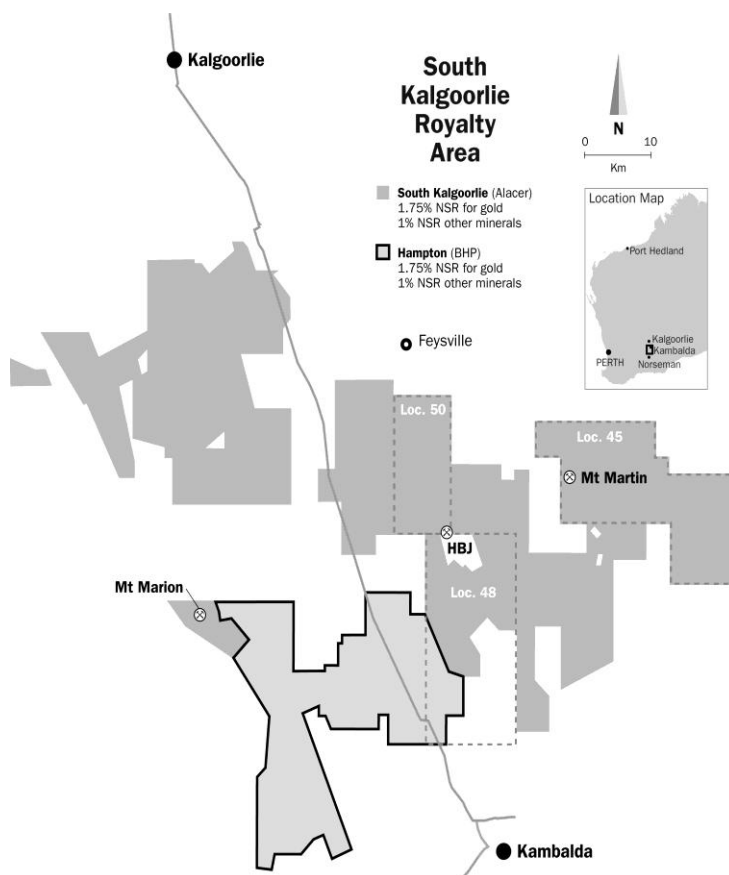 Kalgoorlie
South
Kalgoorlie
Royalty
Area
N
0 10
Km
South Kalgoorlie (Alacer)
1.75% NSR for gold
1% NSR other minerals
Hampton (BHP)
1.75% NSR for gold
1% NSR other minerals
Location Map
Port Hedland
Kalgoorlie
Kambalda
PERTH
Norseman
Feysville
Loc. 50
Loc. 45
Mt Martin
HBJ
Mt Marion
Loc. 48
Kambalda